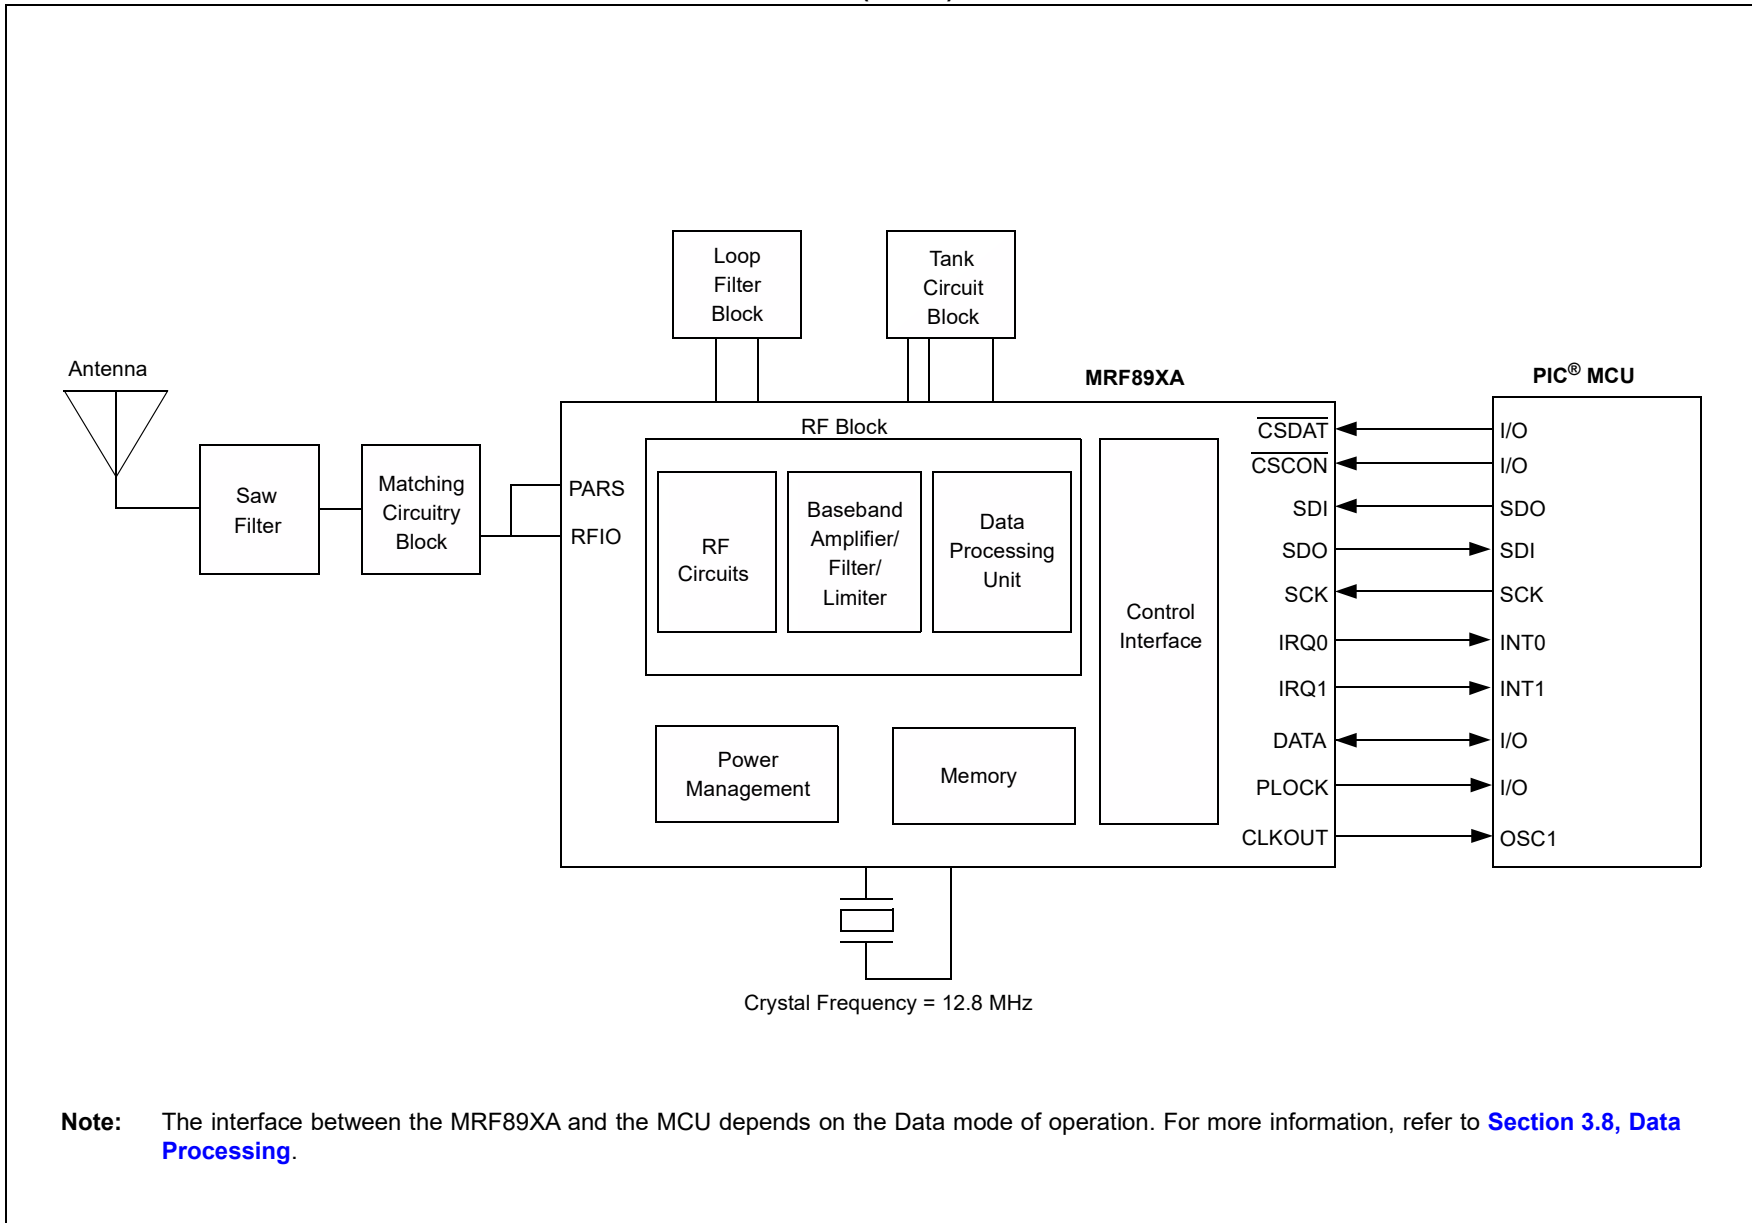 Loop
Filter
Block
Tank
Circuit
Block
Antenna
MRF89XA
PIC® MCU
Saw
Filter
Matching
Circuitry
Block
PARS
RFIO
RF Block
RF
Circuits
Baseband
Amplifier/
Filter/
Limiter
Data
Processing
Unit
Control
Interface
Power
Management
Memory
CSDAT
I/O
CSCON
I/O
SDI
SDO
SDO
SDI
SCK
SCK
IRQ0
INT0
IRQ1
INT1
DATA
I/O
PLOCK
I/O
CLKOUT
OSC1
Crystal Frequency = 12.8 MHz
Note: The interface between the MRF89XA and the MCU depends on the Data mode of operation. For more information, refer to Section 3.8, Data
Processing.